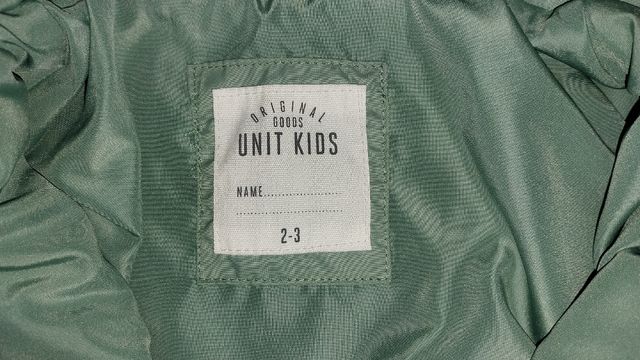 ORIGINAL
GOODS
UNIT KIDS
NAME....................
..............................
2-3